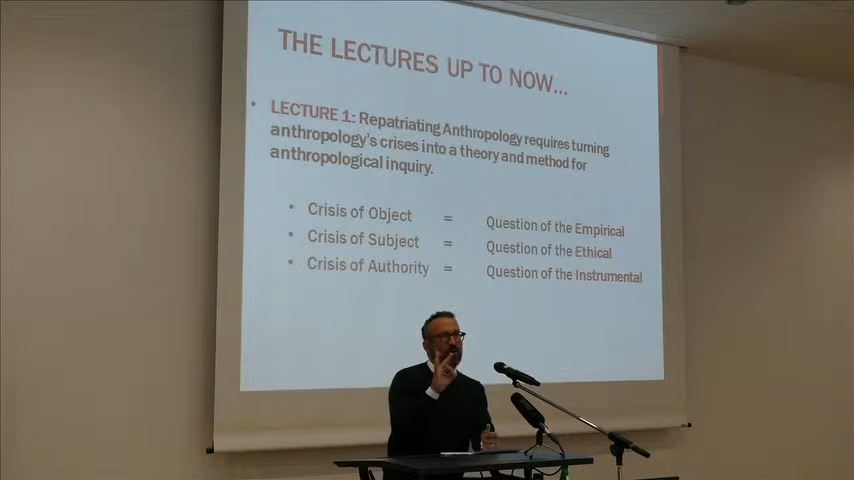 THE LECTURES UP TO NOW...
• LECTURE 1: Repatriating Anthropology requires turning
anthropology's crises into a theory and method for
anthropological inquiry.
• Crisis of Object = Question of the Empirical
• Crisis of Subject = Question of the Ethical
• Crisis of Authority = Question of the Instrumental